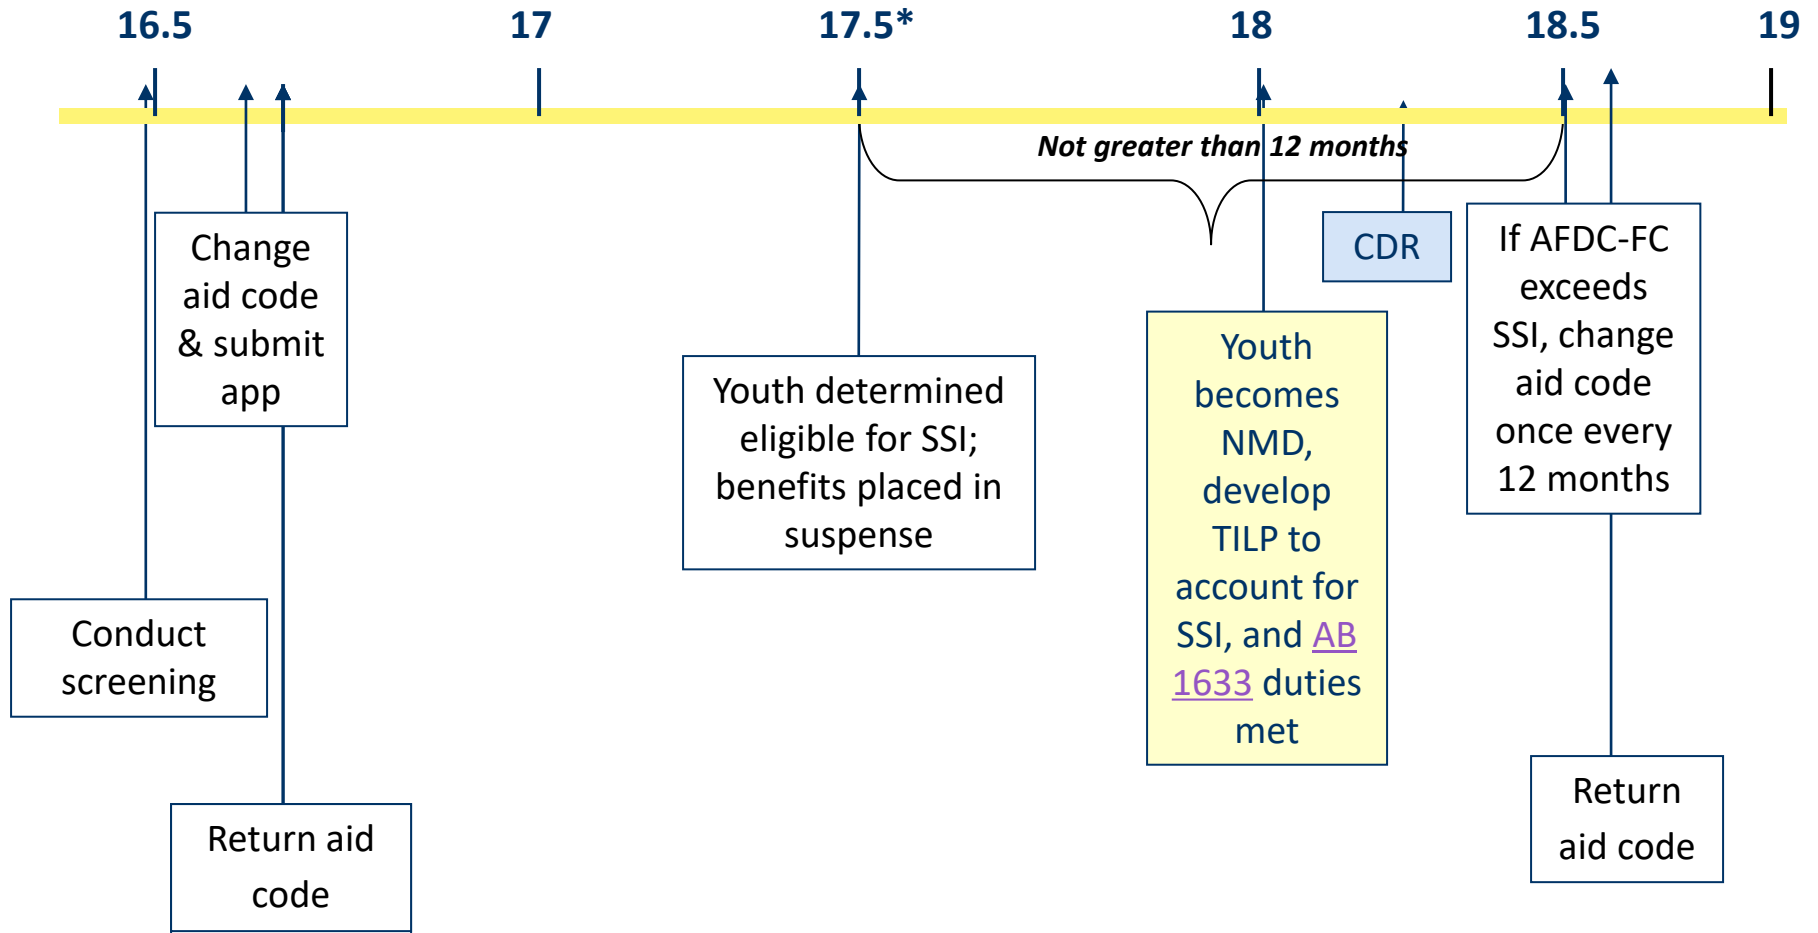 16.5 17 17.5* 18 18.5 19
Not greater than 12 months
Change
aid code
& submit
app
CDR
If AFDC-FC
exceeds
SSI, change
aid code
once every
12 months
Youth determined
eligible for SSI;
benefits placed in
suspense
Youth
becomes
NMD,
develop
TILP to
account for
SSI, and AB
1633 duties
met
Conduct
screening
Return aid
code
Return
aid code